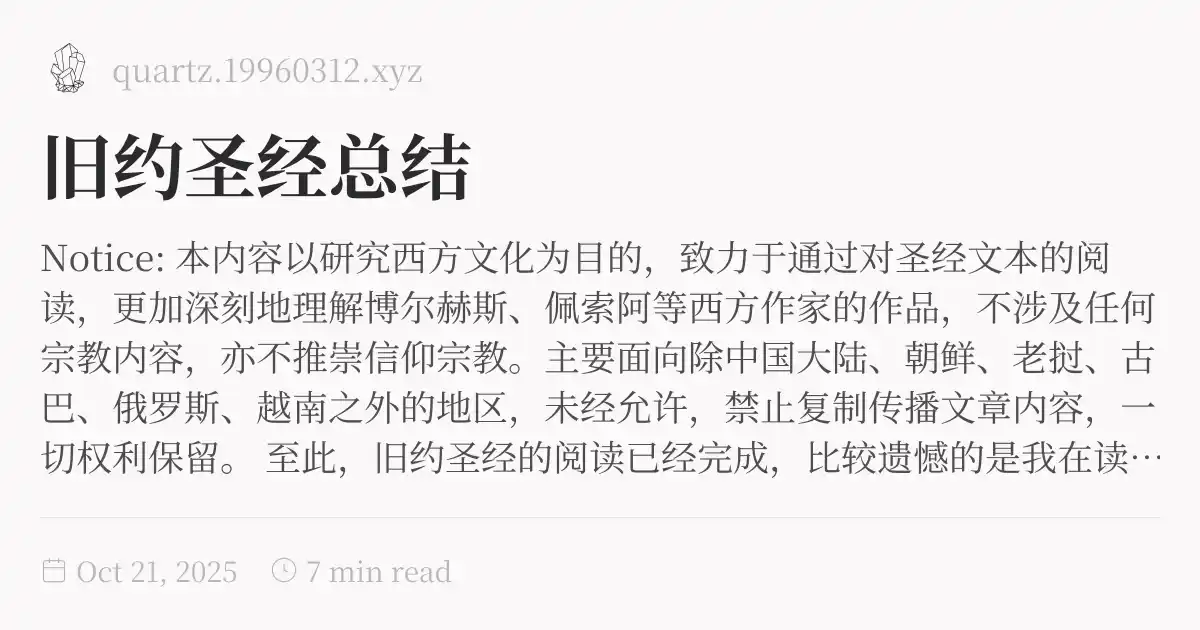 quartz.19960312.xyz
旧约圣经总结
Notice: 本内容以研究西方文化为目的，致力于通过对圣经文本的阅
读，更加深刻地理解博尔赫斯、佩索阿等西方作家的作品，不涉及任何
宗教内容，亦不推崇信仰宗教。主要面向除中国大陆、朝鲜、老挝、古
巴、俄罗斯、越南之外的地区，未经允许，禁止复制传播文章内容，一
切权利保留。 至此，旧约圣经的阅读已经完成，比较遗憾的是我在读…
Oct 21, 2025 7 min read